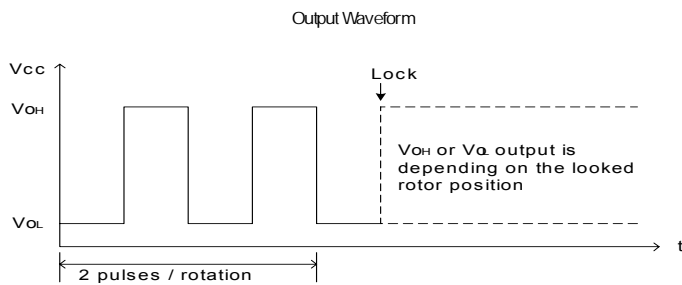 Output Waveform
Vcc
Lock
VOH
VOH or VOL output is
depending on the looked
rotor position
VOL
t
2 pulses / rotation